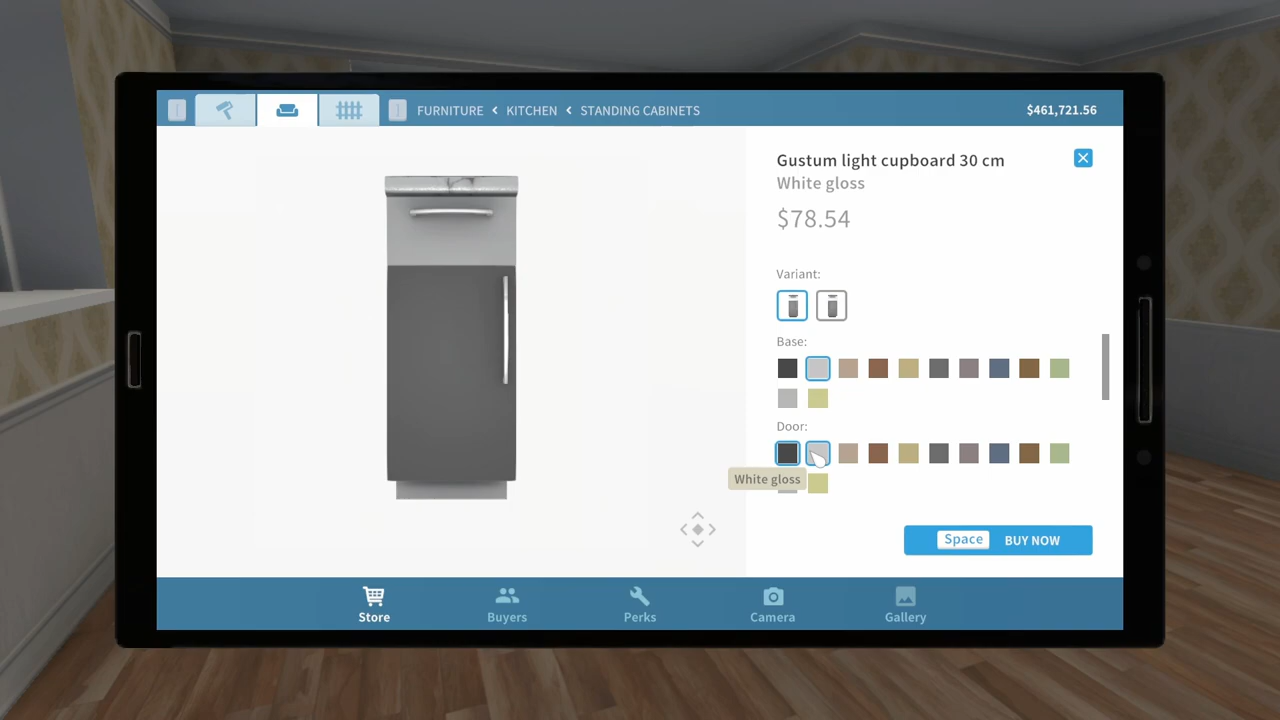 FURNITURE < KITCHEN < STANDING CABINETS
$461,721.56
Gustum light cupboard 30 cm
White gloss
$78.54
Variant:
Base:
Door:
White gloss
Space BUY NOW
Store
Buyers
Perks
Camera
Gallery